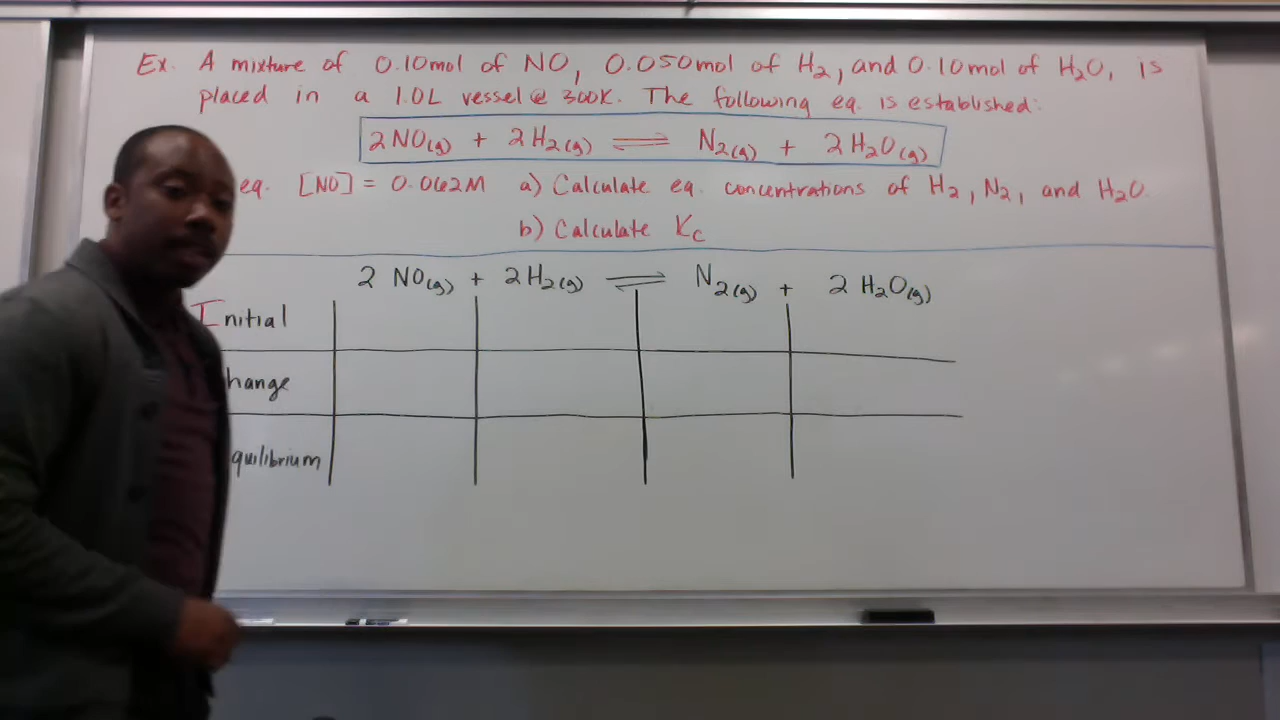 Ex. A mixture of 0.10mol of NO, 0.050mol of H₂, and 0.10mol of H₂O, is
placed in a 1.0L vessel @ 300K. The following eq. is established:
2NO(g) + 2H₂(g) ⇌ N₂(g) + 2H₂O(g)
eq. [NO] = 0.062M a) Calculate eq. concentrations of H₂, N₂, and H₂O.
b) Calculate Kc
2 NO(g) + 2H₂(g) ⇌ N₂(g) + 2H₂O(g)
Initial
hange
quilibrium